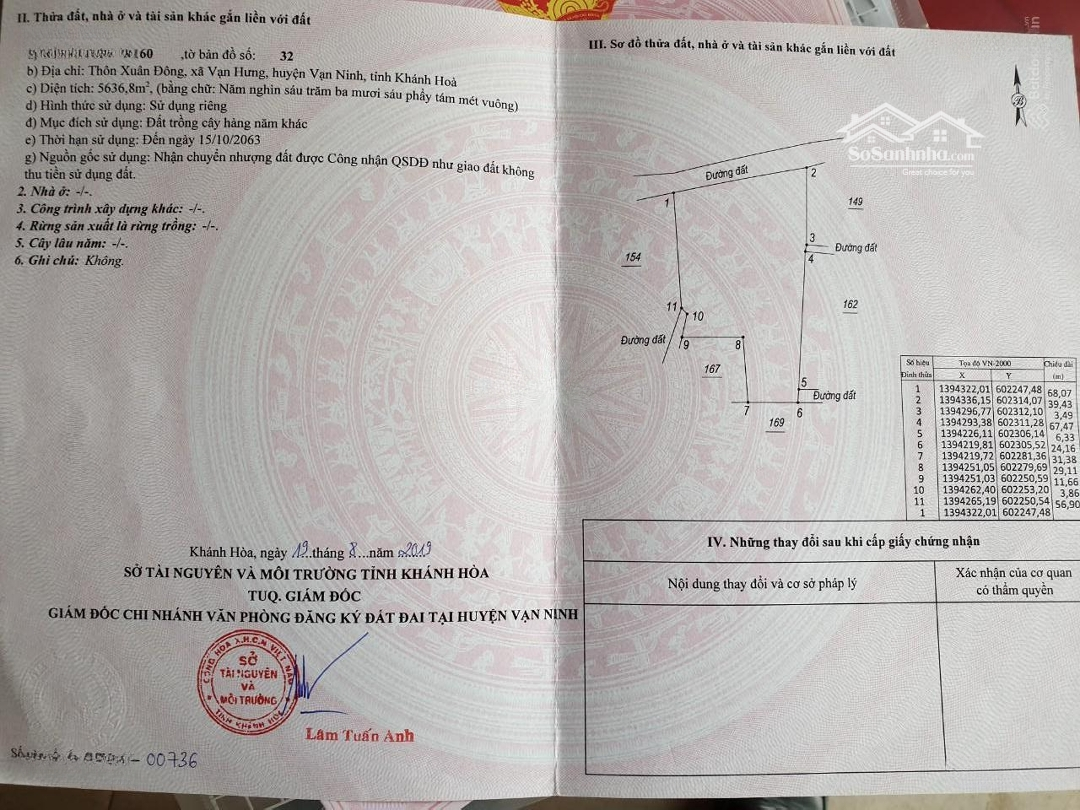 II. Thửa đất, nhà ở và tài sản khác gắn liền với đất
60 ,tờ bản đồ số: 32
b) Địa chỉ: Thôn Xuân Đông, xã Vạn Hưng, huyện Vạn Ninh, tỉnh Khánh Hoà
c) Diện tích: 5636,8m², (bằng chữ: Năm nghìn sáu trăm ba mươi sáu phẩy tám mét vuông)
d) Hình thức sử dụng: Sử dụng riêng
đ) Mục đích sử dụng: Đất trồng cây hàng năm khác
e) Thời hạn sử dụng: Đến ngày 15/10/2063
g) Nguồn gốc sử dụng: Nhận chuyển nhượng đất được Công nhận QSDĐ như giao đất không
thu tiền sử dụng đất.
2. Nhà ở: -/-.
3. Công trình xây dựng khác: -/-.
4. Rừng sản xuất là rừng trồng: -/-.
5. Cây lâu năm: -/-.
6. Ghi chú: Không.
Khánh Hòa, ngày 19 tháng 8 năm 2019
SỞ TÀI NGUYÊN VÀ MÔI TRƯỜNG TỈNH KHÁNH HÒA
TUQ. GIÁM ĐỐC
GIÁM ĐỐC CHI NHÁNH VĂN PHÒNG ĐĂNG KÝ ĐẤT ĐAI TẠI HUYỆN VẠN NINH
CỘNG HÒA X.H.C.N VIỆT NAM
SỞ
TÀI NGUYÊN
VÀ
MÔI TRƯỜNG
TỈNH KHÁNH HÒA
Lâm Tuấn Anh
00736
III. Sơ đồ thửa đất, nhà ở và tài sản khác gắn liền với đất
B
SoSanhnha.com
Great choice for you
Đường đất
1
2
149
3
Đường đất
4
154
162
11
10
Đường đất
9
8
167
5
Đường đất
7
6
169
Số hiệu Đỉnh thửa
Tọa độ VN-2000
Chiều dài (m)
X Y
1 1394322,01 602247,48
68,07
2 1394336,15 602314,07
39,43
3 1394296,77 602312,10
3,49
4 1394293,38 602311,28
67,47
5 1394226,11 602306,14
6,33
6 1394219,81 602305,52
24,16
7 1394219,72 602281,36
31,38
8 1394251,05 602279,69
29,11
9 1394251,03 602250,59
11,66
10 1394262,40 602253,20
3,86
11 1394265,19 602250,54
56,90
1 1394322,01 602247,48
IV. Những thay đổi sau khi cấp giấy chứng nhận
Nội dung thay đổi và cơ sở pháp lý
Xác nhận của cơ quan
có thẩm quyền